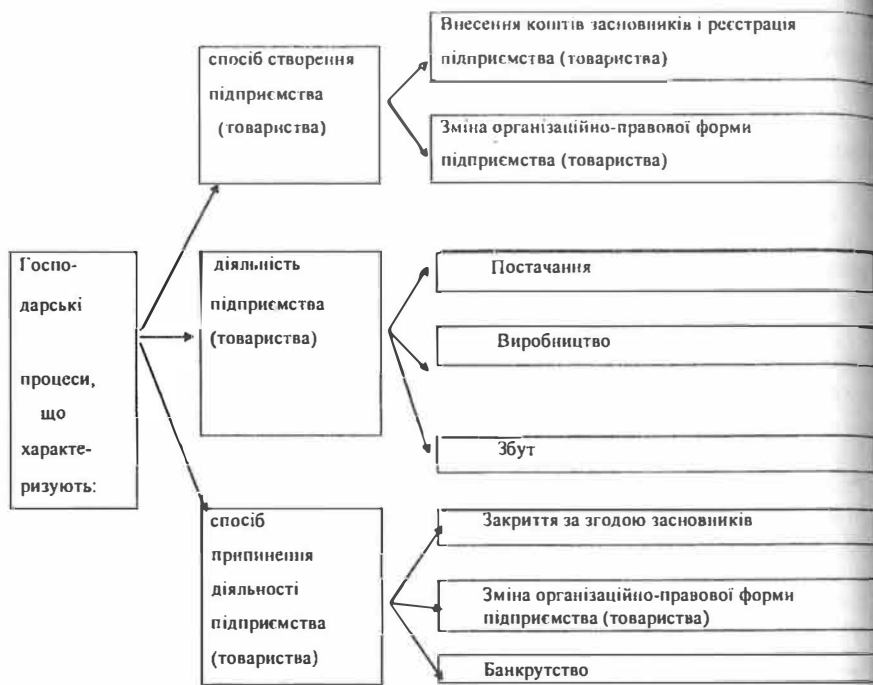 Госпо-
дарські
процеси,
що
характе-
ризують:
спосіб створення
підприємства
(товариства)
Внесення коштів засновників і реєстрація
підприємства (товариства)
Зміна організаційно-правової форми
підприємства (товариства)
діяльність
підприємства
(товариства)
Постачання
Виробництво
Збут
спосіб
припинення
діяльності
підприємства
(товариства)
Закриття за згодою засновників
Зміна організаційно-правової форми
підприємства (товариства)
Банкрутство